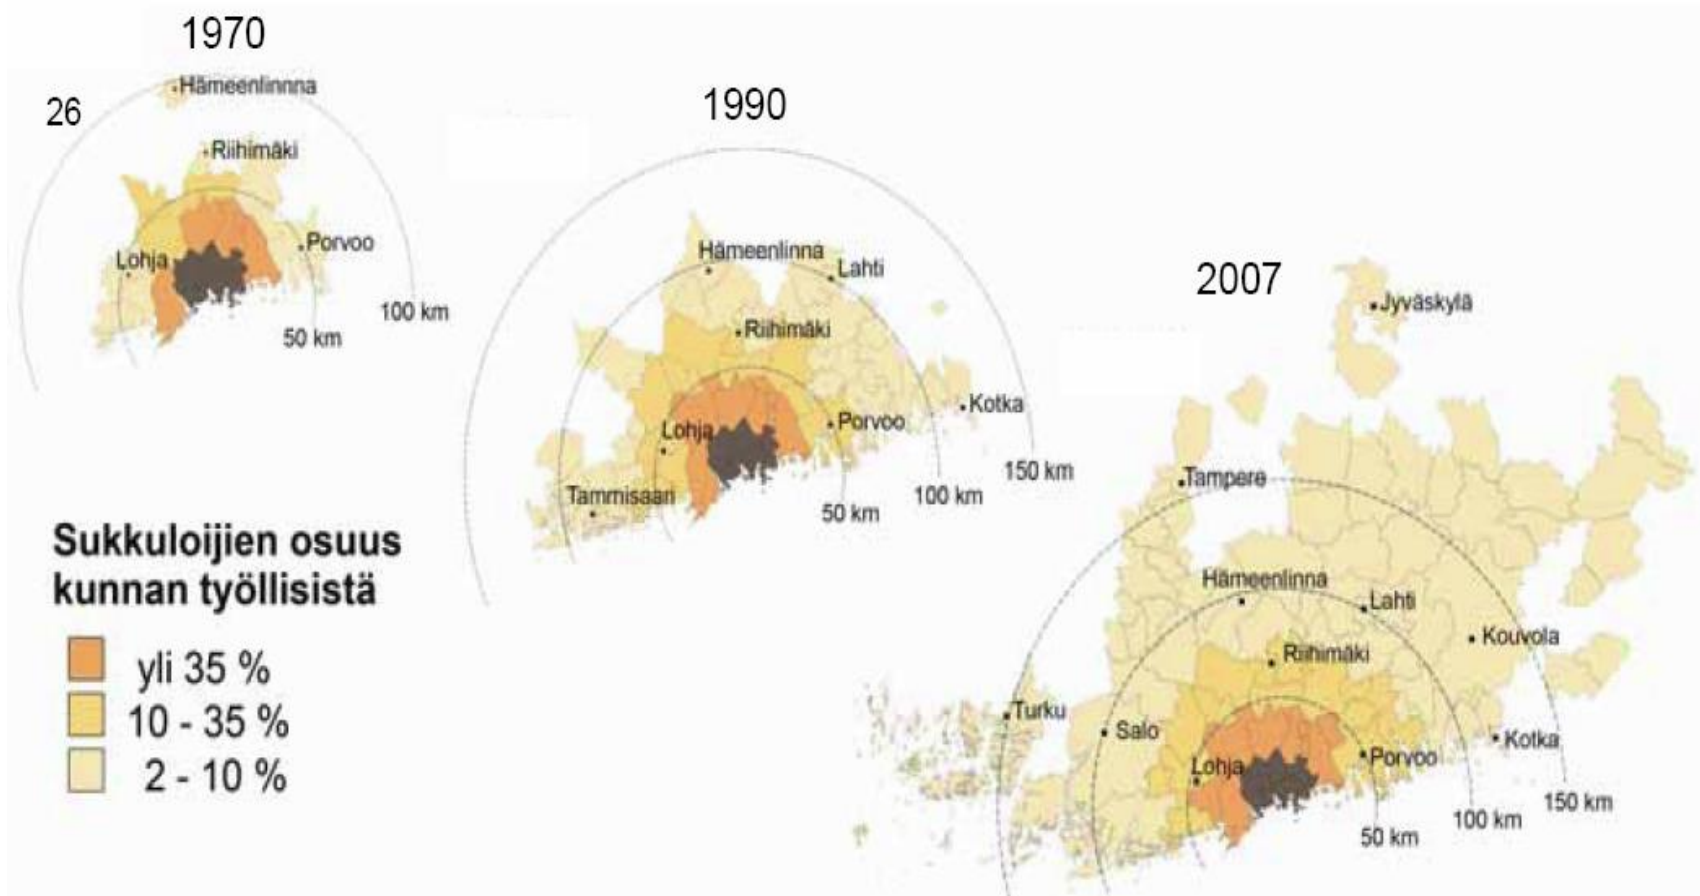 1970
26
Hämeenlinnna
Riihimäki
Porvoo
Lohja
100 km
50 km
1990
Hämeenlinna
Lahti
Riihimäki
Kotka
Porvoo
Lohja
Tammisaari
150 km
100 km
50 km
2007
Jyväskylä
Tampere
Hämeenlinna
Lahti
Kouvola
Riihimäki
Turku
Salo
Kotka
Porvoo
Lohja
150 km
100 km
50 km
Sukkuloijien osuus
kunnan työllisistä
yli 35 %
10 - 35 %
2 - 10 %